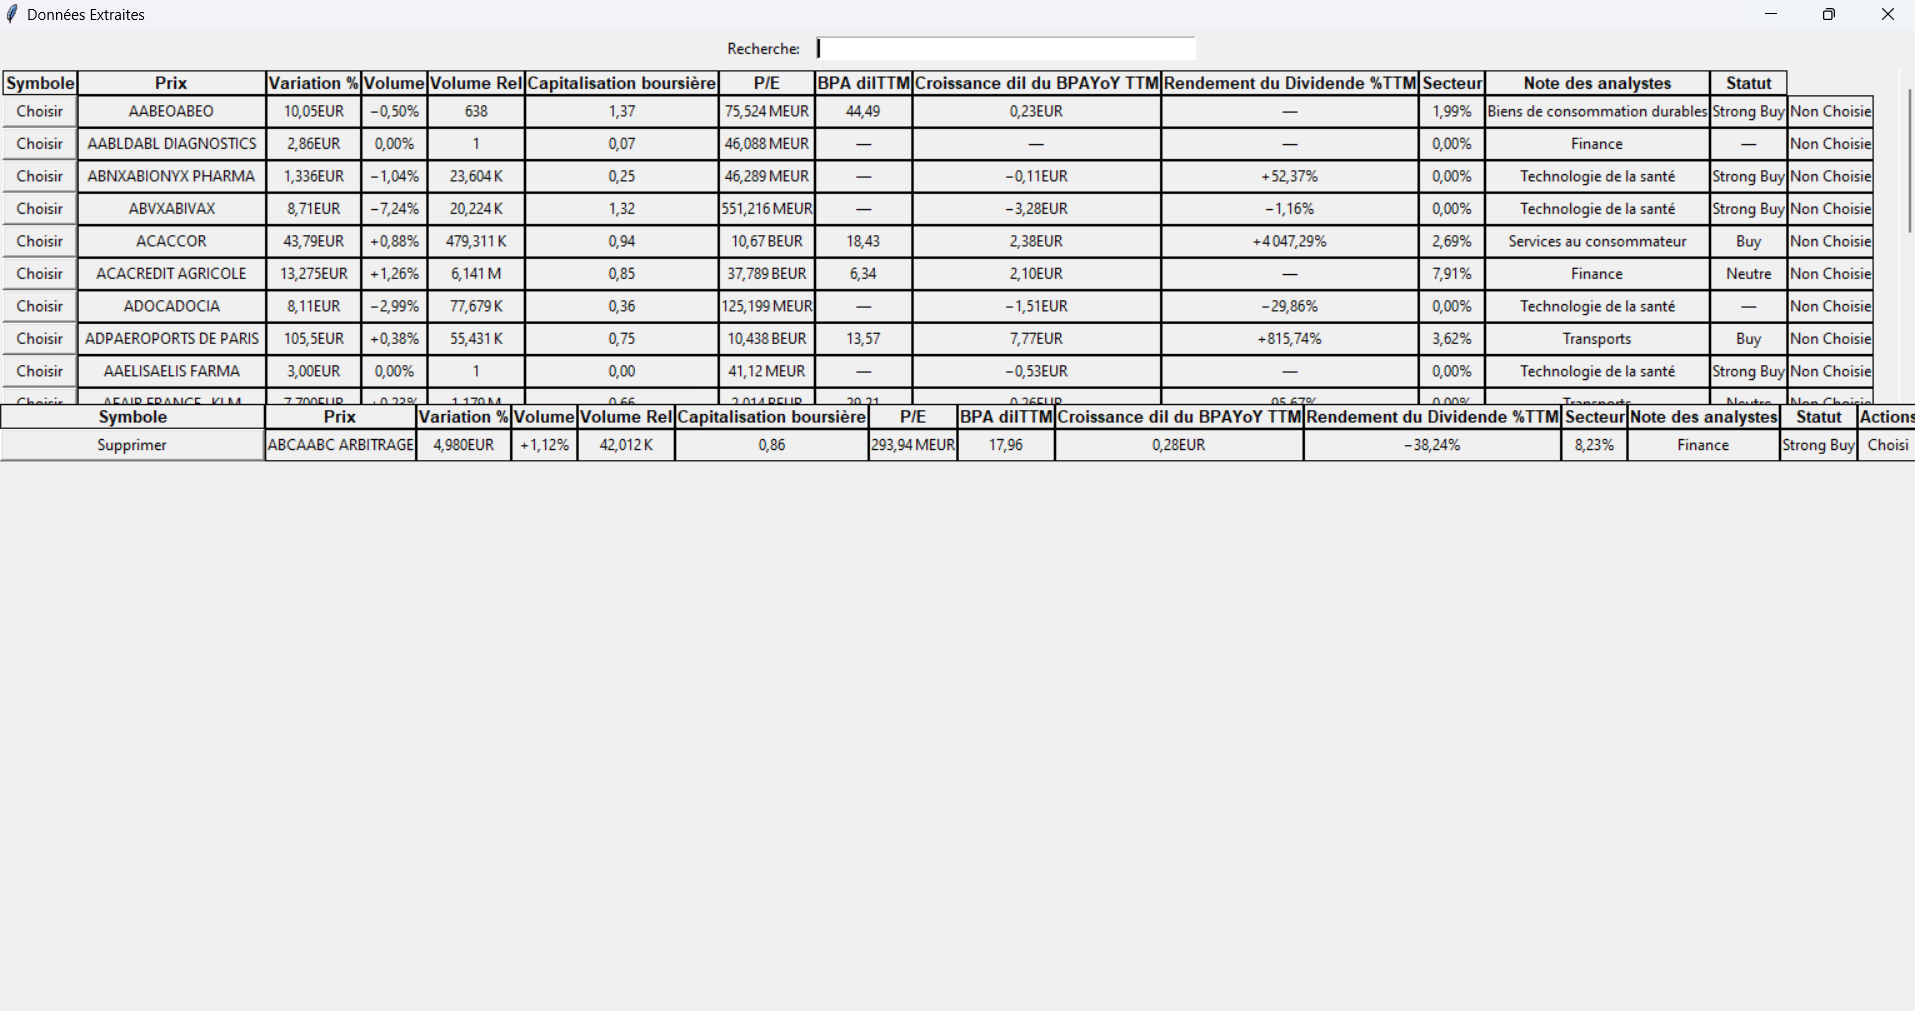 Données Extraites
Recherche:
Symbole Prix Variation % Volume Volume Rel Capitalisation boursière P/E BPA dilTTM Croissance dil du BPAYoY TTM Rendement du Dividende %TTM Secteur Note des analystes Statut
Choisir AABEOABEO 10,05EUR −0,50% 638 1,37 75,524 MEUR 44,49 0,23EUR — 1,99% Biens de consommation durables Strong Buy Non Choisie
Choisir AABLDABL DIAGNOSTICS 2,86EUR 0,00% 1 0,07 46,088 MEUR — — — 0,00% Finance — Non Choisie
Choisir ABNXABIONYX PHARMA 1,336EUR −1,04% 23,604 K 0,25 46,289 MEUR — −0,11EUR +52,37% 0,00% Technologie de la santé Strong Buy Non Choisie
Choisir ABVXABIVAX 8,71EUR −7,24% 20,224 K 1,32 551,216 MEUR — −3,28EUR −1,16% 0,00% Technologie de la santé Strong Buy Non Choisie
Choisir ACACCOR 43,79EUR +0,88% 479,311 K 0,94 10,67 BEUR 18,43 2,38EUR +4 047,29% 2,69% Services au consommateur Buy Non Choisie
Choisir ACACREDIT AGRICOLE 13,275EUR +1,26% 6,141 M 0,85 37,789 BEUR 6,34 2,10EUR — 7,91% Finance Neutre Non Choisie
Choisir ADOCADOCIA 8,11EUR −2,99% 77,679 K 0,36 125,199 MEUR — −1,51EUR −29,86% 0,00% Technologie de la santé — Non Choisie
Choisir ADPAEROPORTS DE PARIS 105,5EUR +0,38% 55,431 K 0,75 10,438 BEUR 13,57 7,77EUR +815,74% 3,62% Transports Buy Non Choisie
Choisir AAELISAELIS FARMA 3,00EUR 0,00% 1 0,00 41,12 MEUR — −0,53EUR — 0,00% Technologie de la santé Strong Buy Non Choisie
Choisir Transports Neutre Non Choisie
Symbole Prix Variation % Volume Volume Rel Capitalisation boursière P/E BPA dilTTM Croissance dil du BPAYoY TTM Rendement du Dividende %TTM Secteur Note des analystes Statut Actions
Supprimer ABCAABC ARBITRAGE 4,980EUR +1,12% 42,012 K 0,86 293,94 MEUR 17,96 0,28EUR −38,24% 8,23% Finance Strong Buy Choisi